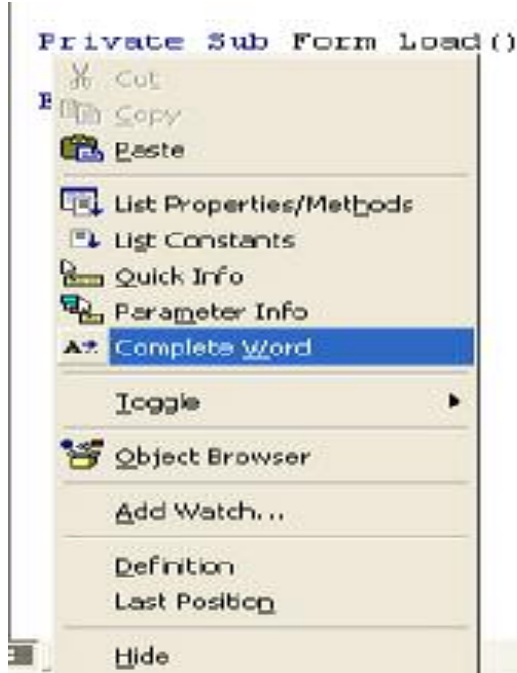 Private Sub Form Load()
E
Cut
Copy
Paste
List Properties/Methods
List Constants
Quick Info
Parameter Info
Complete Word
Toggle
Object Browser
Add Watch...
Definition
Last Position
Hide